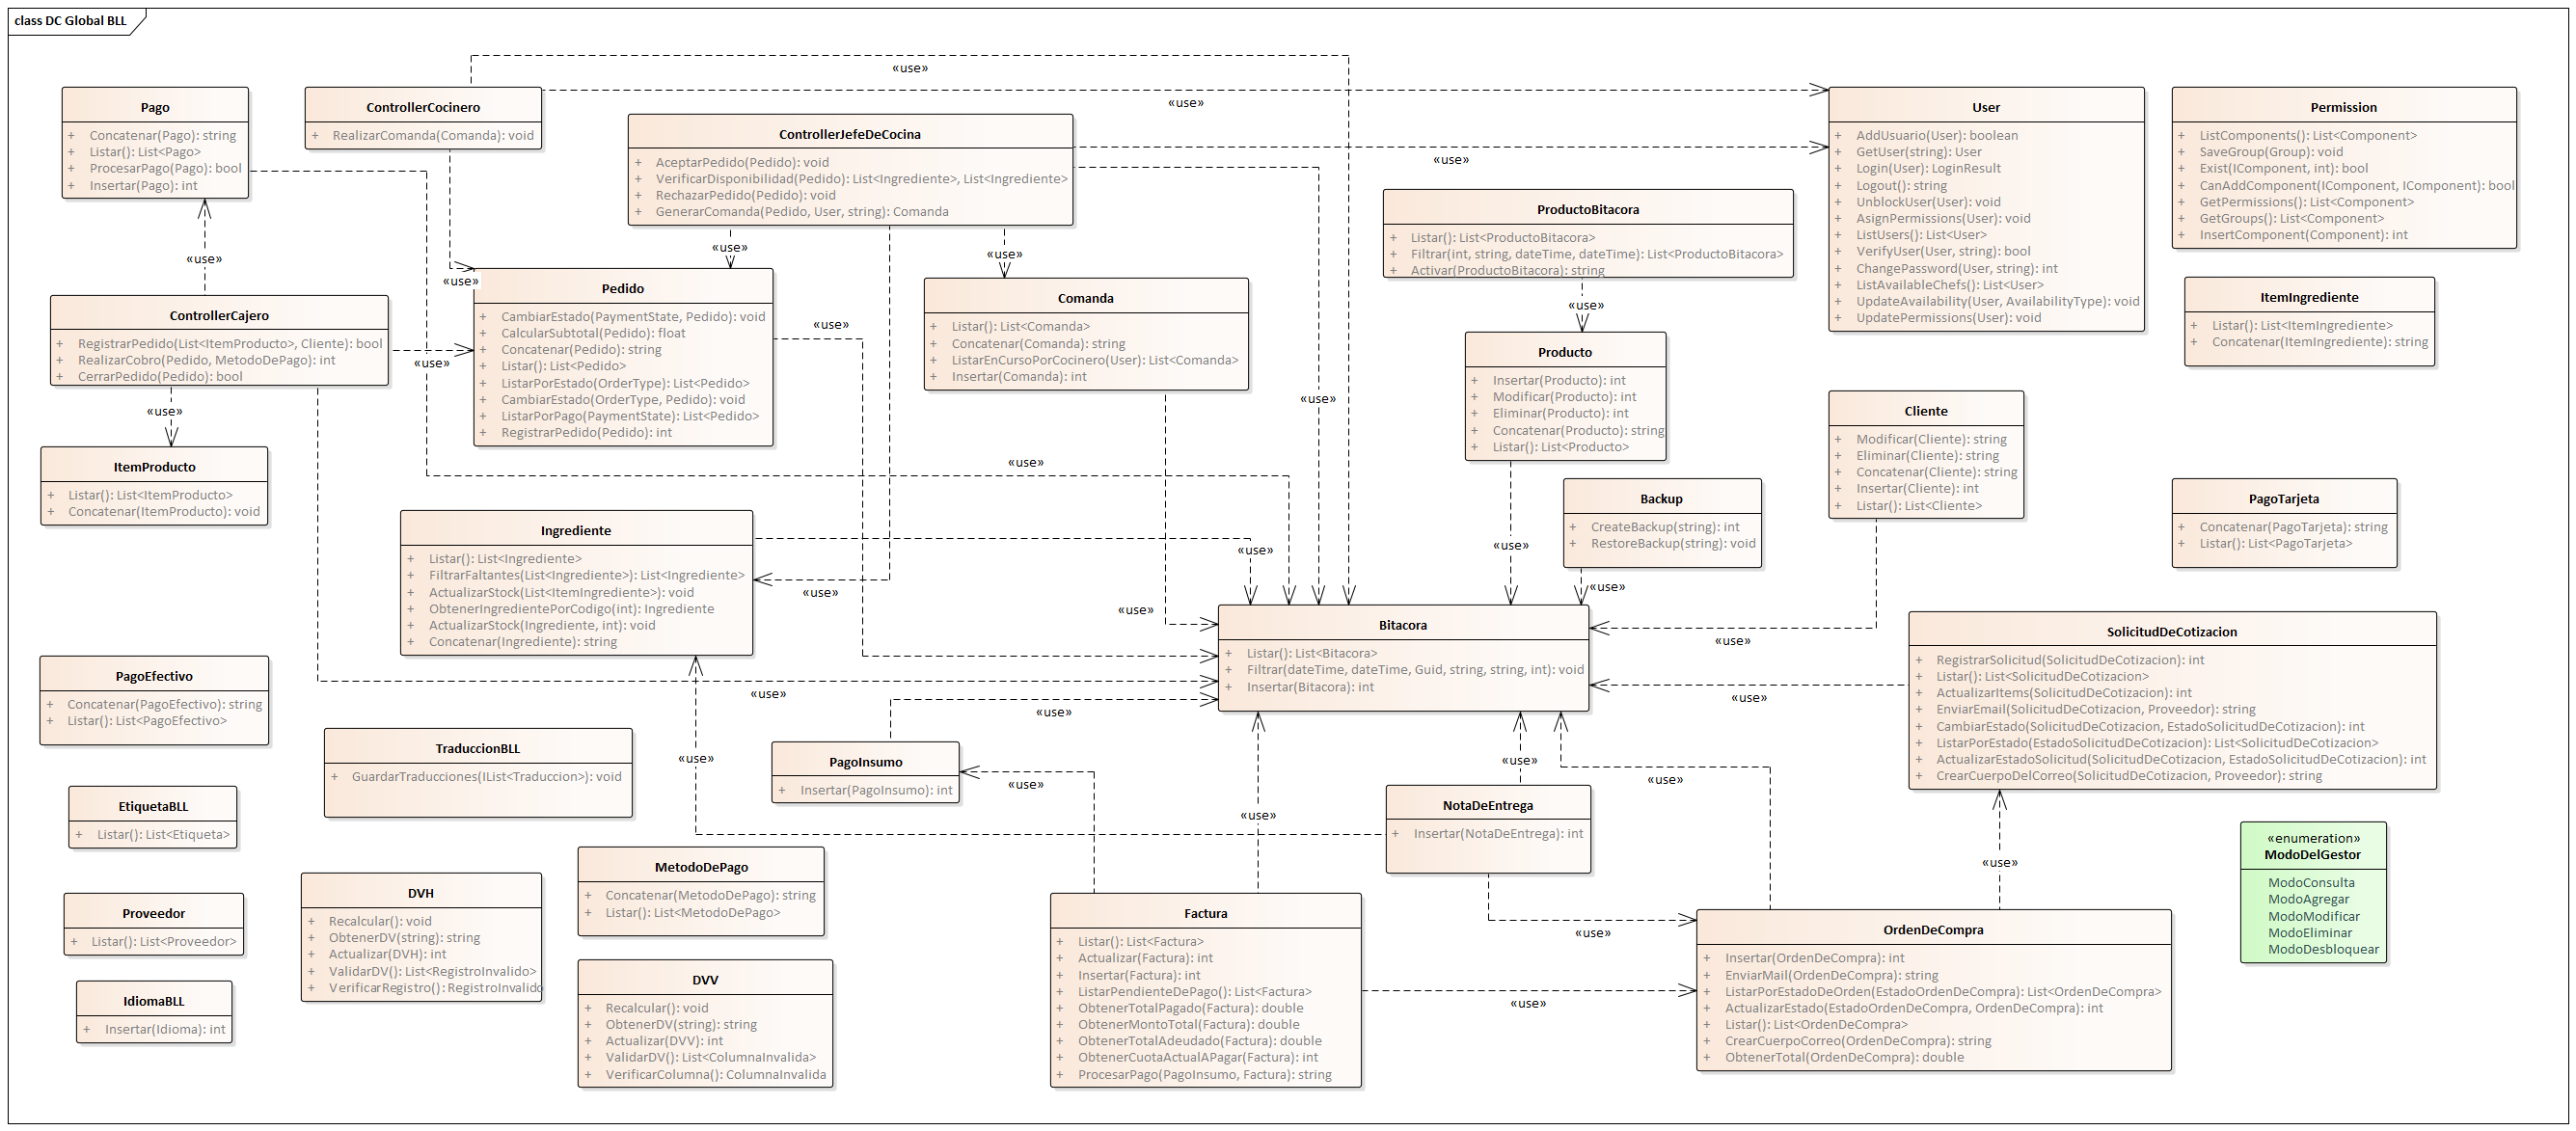 class DC Global BLL
«use»
«use»
«use»
Pago
+ Concatenar(Pago): string
+ Listar(): List<Pago>
+ ProcesarPago(Pago): bool
+ Insertar(Pago): int
ControllerCocinero
+ RealizarComanda(Comanda): void
ControllerJefeDeCocina
+ AceptarPedido(Pedido): void
+ VerificarDisponibilidad(Pedido): List<Ingrediente>, List<Ingrediente>
+ RechazarPedido(Pedido): void
+ GenerarComanda(Pedido, User, string): Comanda
User
+ AddUsuario(User): boolean
+ GetUser(string): User
+ Login(User): LoginResult
+ Logout(): string
+ UnblockUser(User): void
+ AsignPermissions(User): void
+ ListUsers(): List<User>
+ VerifyUser(User, string): bool
+ ChangePassword(User, string): int
+ ListAvailableChefs(): List<User>
+ UpdateAvailability(User, AvailabilityType): void
+ UpdatePermissions(User): void
Permission
+ ListComponents(): List<Component>
+ SaveGroup(Group): void
+ Exist(IComponent, int): bool
+ CanAddComponent(IComponent, IComponent): bool
+ GetPermissions(): List<Component>
+ GetGroups(): List<Component>
+ InsertComponent(Component): int
ProductoBitacora
+ Listar(): List<ProductoBitacora>
+ Filtrar(int, string, dateTime, dateTime): List<ProductoBitacora>
+ Activar(ProductoBitacora): string
«use»
«use»
«use»
«use»
«use»
ControllerCajero
+ RegistrarPedido(List<ItemProducto>, Cliente): bool
+ RealizarCobro(Pedido, MetodoDePago): int
+ CerrarPedido(Pedido): bool
Pedido
+ CambiarEstado(PaymentState, Pedido): void
+ CalcularSubtotal(Pedido): float
+ Concatenar(Pedido): string
+ Listar(): List<Pedido>
+ ListarPorEstado(OrderType): List<Pedido>
+ CambiarEstado(OrderType, Pedido): void
+ ListarPorPago(PaymentState): List<Pedido>
+ RegistrarPedido(Pedido): int
Comanda
+ Listar(): List<Comanda>
+ Concatenar(Comanda): string
+ ListarEnCursoPorCocinero(User): List<Comanda>
+ Insertar(Comanda): int
ItemIngrediente
+ Listar(): List<ItemIngrediente>
+ Concatenar(ItemIngrediente): string
Producto
+ Insertar(Producto): int
+ Modificar(Producto): int
+ Eliminar(Producto): int
+ Concatenar(Producto): string
+ Listar(): List<Producto>
«use»
«use»
«use»
«use»
Cliente
+ Modificar(Cliente): string
+ Eliminar(Cliente): string
+ Concatenar(Cliente): string
+ Insertar(Cliente): int
+ Listar(): List<Cliente>
ItemProducto
+ Listar(): List<ItemProducto>
+ Concatenar(ItemProducto): void
«use»
Backup
+ CreateBackup(string): int
+ RestoreBackup(string): void
PagoTarjeta
+ Concatenar(PagoTarjeta): string
+ Listar(): List<PagoTarjeta>
Ingrediente
+ Listar(): List<Ingrediente>
+ FiltrarFaltantes(List<Ingrediente>): List<Ingrediente>
+ ActualizarStock(List<ItemIngrediente>): void
+ ObtenerIngredientePorCodigo(int): Ingrediente
+ ActualizarStock(Ingrediente, int): void
+ Concatenar(Ingrediente): string
«use»
«use»
«use»
«use»
«use»
«use»
Bitacora
+ Listar(): List<Bitacora>
+ Filtrar(dateTime, dateTime, Guid, string, string, int): void
+ Insertar(Bitacora): int
SolicitudDeCotizacion
+ RegistrarSolicitud(SolicitudDeCotizacion): int
+ Listar(): List<SolicitudDeCotizacion>
+ ActualizarItems(SolicitudDeCotizacion): int
+ EnviarEmail(SolicitudDeCotizacion, Proveedor): string
+ CambiarEstado(SolicitudDeCotizacion, EstadoSolicitudDeCotizacion): int
+ ListarPorEstado(EstadoSolicitudDeCotizacion): List<SolicitudDeCotizacion>
+ ActualizarEstadoSolicitud(SolicitudDeCotizacion, EstadoSolicitudDeCotizacion): int
+ CrearCuerpoDelCorreo(SolicitudDeCotizacion, Proveedor): string
PagoEfectivo
+ Concatenar(PagoEfectivo): string
+ Listar(): List<PagoEfectivo>
«use»
«use»
«use»
TraduccionBLL
+ GuardarTraducciones(IList<Traduccion>): void
«use»
PagoInsumo
+ Insertar(PagoInsumo): int
«use»
«use»
«use»
EtiquetaBLL
+ Listar(): List<Etiqueta>
NotaDeEntrega
+ Insertar(NotaDeEntrega): int
«use»
«use»
«enumeration»
ModoDelGestor
ModoConsulta
ModoAgregar
ModoModificar
ModoEliminar
ModoDesbloquear
MetodoDePago
+ Concatenar(MetodoDePago): string
+ Listar(): List<MetodoDePago>
DVH
+ Recalcular(): void
+ ObtenerDV(string): string
+ Actualizar(DVH): int
+ ValidarDV(): List<RegistroInvalido>
+ VerificarRegistro(): RegistroInvalido
Proveedor
+ Listar(): List<Proveedor>
Factura
+ Listar(): List<Factura>
+ Actualizar(Factura): int
+ Insertar(Factura): int
+ ListarPendienteDePago(): List<Factura>
+ ObtenerTotalPagado(Factura): double
+ ObtenerMontoTotal(Factura): double
+ ObtenerTotalAdeudado(Factura): double
+ ObtenerCuotaActualAPagar(Factura): int
+ ProcesarPago(PagoInsumo, Factura): string
«use»
«use»
OrdenDeCompra
+ Insertar(OrdenDeCompra): int
+ EnviarMail(OrdenDeCompra): string
+ ListarPorEstadoDeOrden(EstadoOrdenDeCompra): List<OrdenDeCompra>
+ ActualizarEstado(EstadoOrdenDeCompra, OrdenDeCompra): int
+ Listar(): List<OrdenDeCompra>
+ CrearCuerpoCorreo(OrdenDeCompra): string
+ ObtenerTotal(OrdenDeCompra): double
DVV
+ Recalcular(): void
+ ObtenerDV(string): string
+ Actualizar(DVV): int
+ ValidarDV(): List<ColumnaInvalida>
+ VerificarColumna(): ColumnaInvalida
IdiomaBLL
+ Insertar(Idioma): int